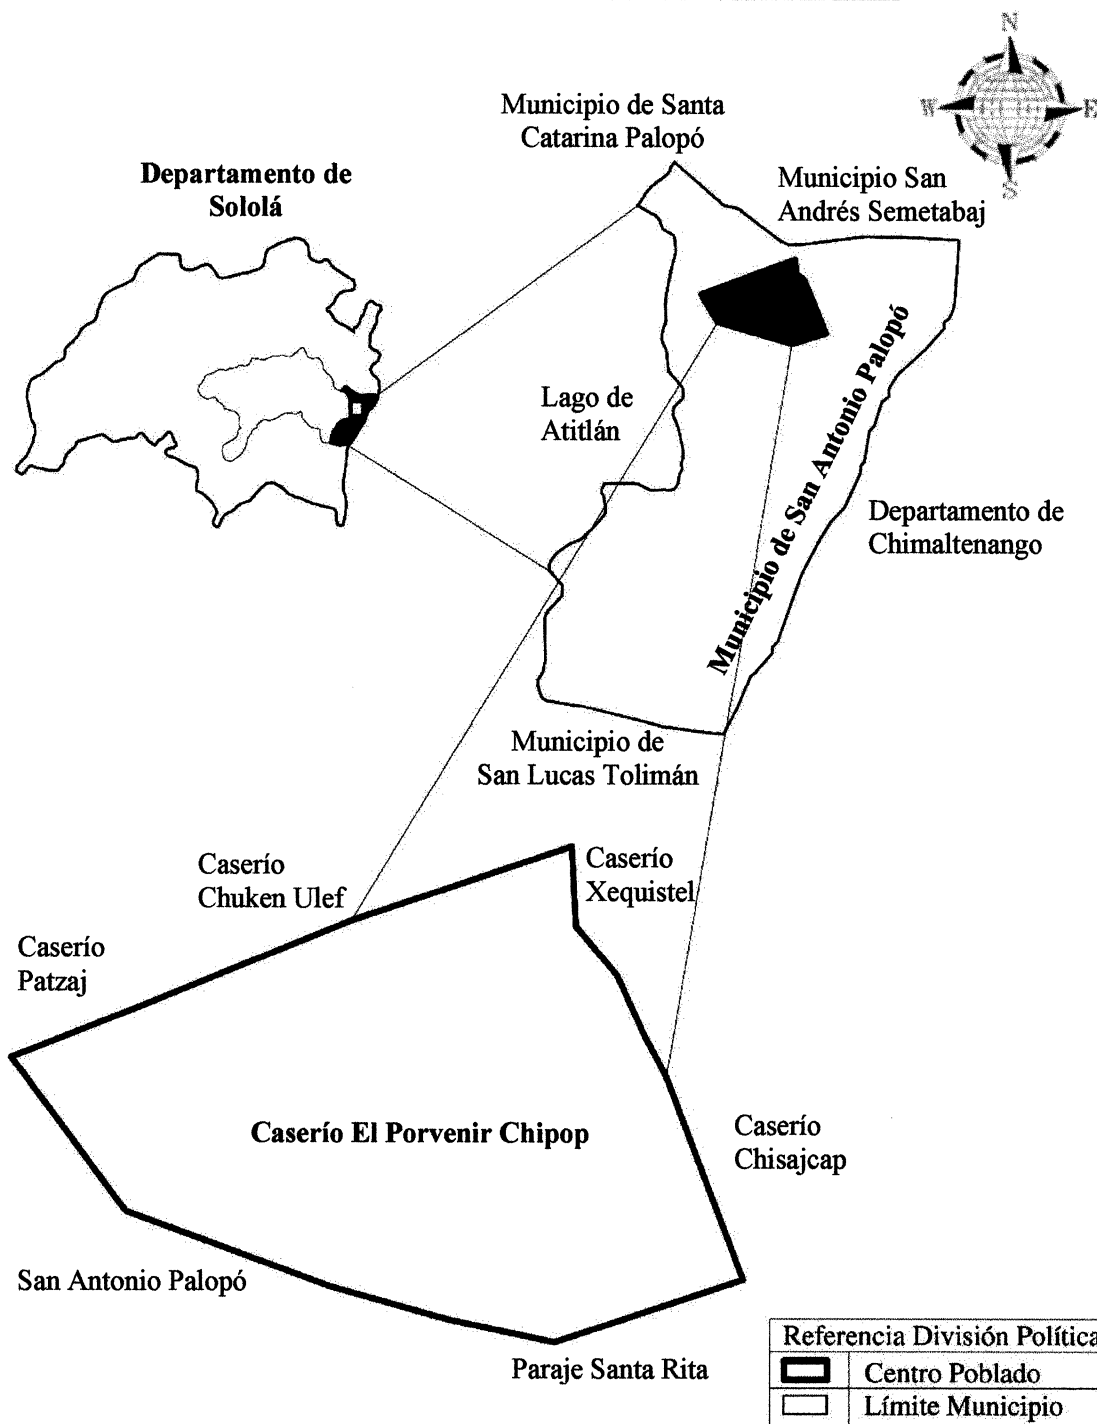 N
W
E
S
Municipio de Santa
Catarina Palopó
Departamento de
Sololá
Municipio San
Andrés Semetabaj
Lago de
Atitlán
Municipio de San Antonio Palopó
Departamento de
Chimaltenango
Municipio de
San Lucas Tolimán
Caserío
Chuken Ulef
Caserío
Xequistel
Caserío
Patzaj
Caserío El Porvenir Chipop
Caserío
Chisajcap
San Antonio Palopó
Paraje Santa Rita
Referencia División Política
Centro Poblado
Límite Municipio